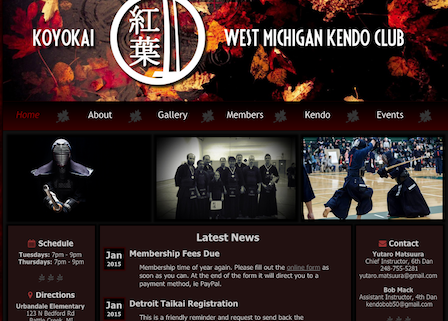 KOYOKAI 紅葉 WEST MICHIGAN KENDO CLUB
Home About Gallery Members Kendo Events
Schedule
Tuesdays: 7pm - 9pm
Thursdays: 7pm - 9pm
Directions
Urbandale Elementary
123 N Bedford Rd
Battle Creek, MI
Latest News
Jan
2015
Membership Fees Due
Membership time of year again. Please fill out the online form as
soon as you can. At the end of the form it will direct you to a
payment method, ie PayPal.
Jan
2015
Detroit Taikai Registration
This is a friendly reminder and request to send back the
Contact
Yutaro Matsuura
Chief Instructor, 6th Dan
248-755-5281
yutaro.matsuura@gmail.com
Bob Mack
Assistant Instructor, 4th Dan
kendobob50@gmail.com